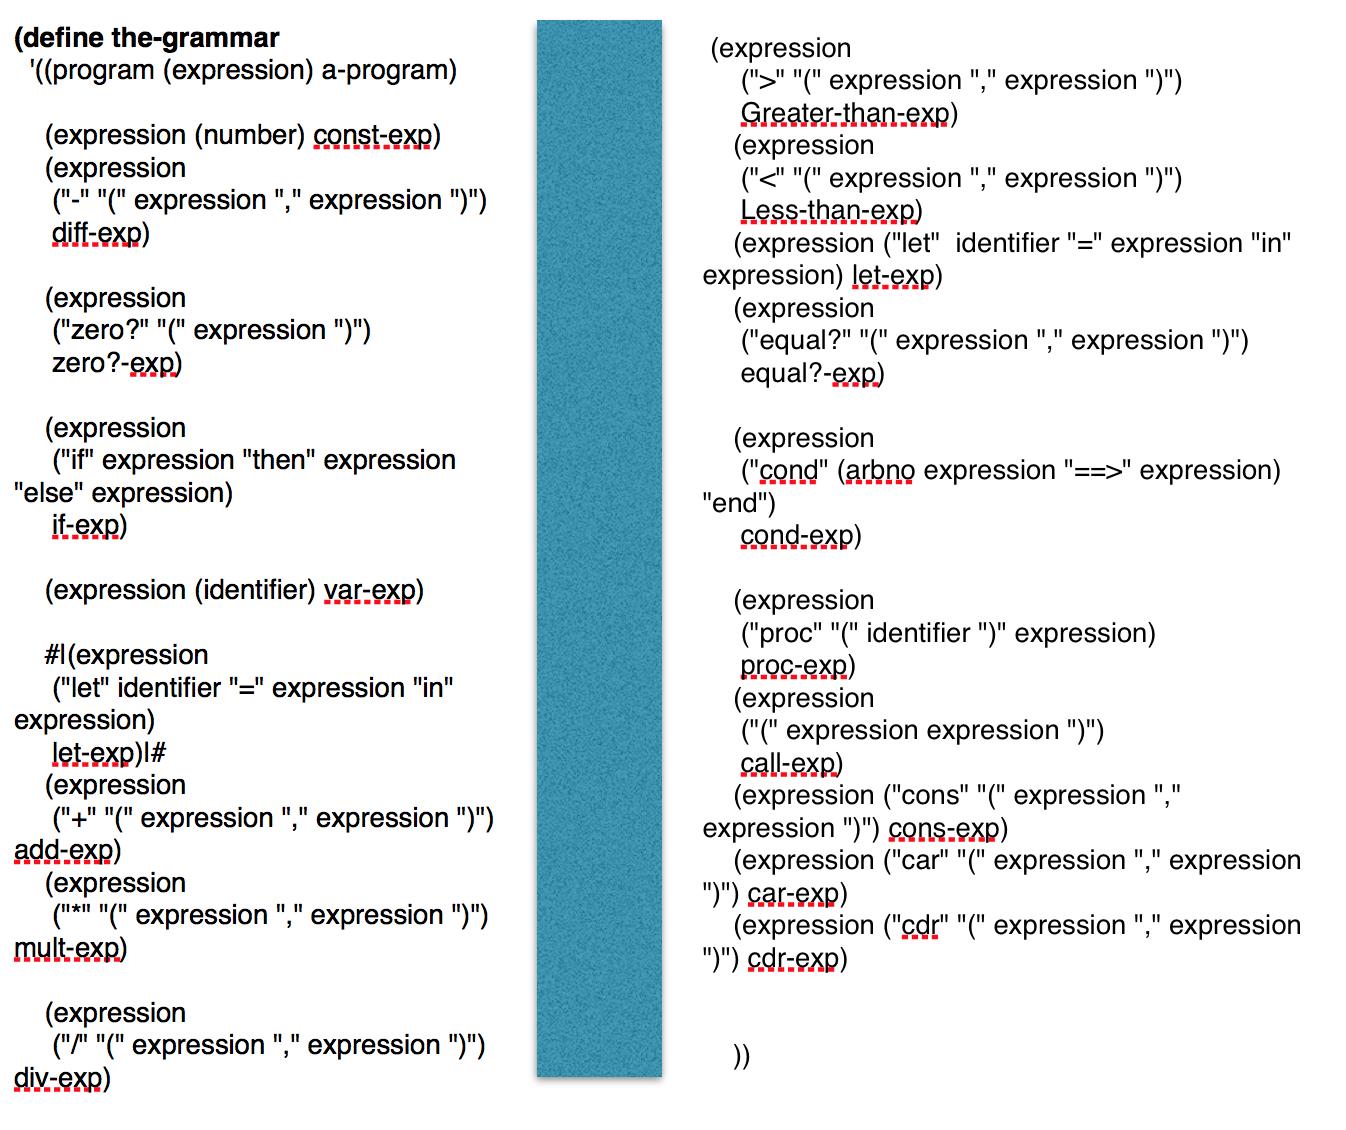 (define the-grammar
'((program (expression) a-program)
(expression (number) const-exp)
(expression
("-" "(" expression "," expression ")")
diff-exp)
(expression
("zero?" "(" expression ")")
zero?-exp)
(expression
("if" expression "then" expression
"else" expression)
if-exp)
(expression (identifier) var-exp)
#|(expression
("let" identifier "=" expression "in"
expression)
let-exp)|#
(expression
("+" "(" expression "," expression ")")
add-exp)
(expression
("*" "(" expression "," expression ")")
mult-exp)
(expression
("/" "(" expression "," expression ")")
div-exp)
(expression
(">" "(" expression "," expression ")")
Greater-than-exp)
(expression
("<" "(" expression "," expression ")")
Less-than-exp)
(expression ("let" identifier "=" expression "in"
expression) let-exp)
(expression
("equal?" "(" expression "," expression ")")
equal?-exp)
(expression
("cond" (arbno expression "==>" expression)
"end")
cond-exp)
(expression
("proc" "(" identifier ")" expression)
proc-exp)
(expression
("(" expression expression ")")
call-exp)
(expression ("cons" "(" expression ","
expression ")") cons-exp)
(expression ("car" "(" expression "," expression
")") car-exp)
(expression ("cdr" "(" expression "," expression
")") cdr-exp)
))